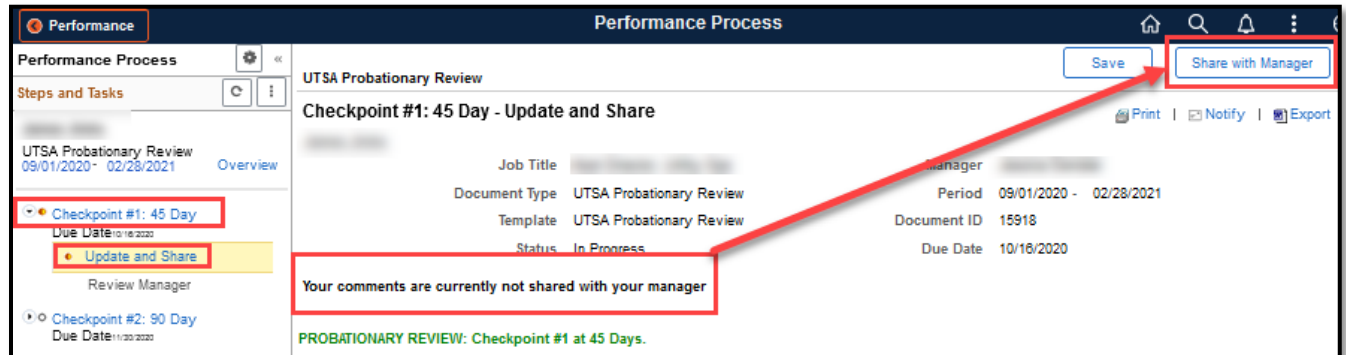 Performance
Performance Process
Performance Process
Steps and Tasks
UTSA Probationary Review
09/01/2020 - 02/28/2021 Overview
Checkpoint #1: 45 Day
Due Date 10/16/2020
Update and Share
Review Manager
Checkpoint #2: 90 Day
Due Date 11/30/2020
UTSA Probationary Review
Save
Share with Manager
Checkpoint #1: 45 Day - Update and Share
Print | Notify | Export
Job Title
Manager
Document Type UTSA Probationary Review
Period 09/01/2020 - 02/28/2021
Template UTSA Probationary Review
Document ID 15918
Status In Progress
Due Date 10/16/2020
Your comments are currently not shared with your manager
PROBATIONARY REVIEW: Checkpoint #1 at 45 Days.